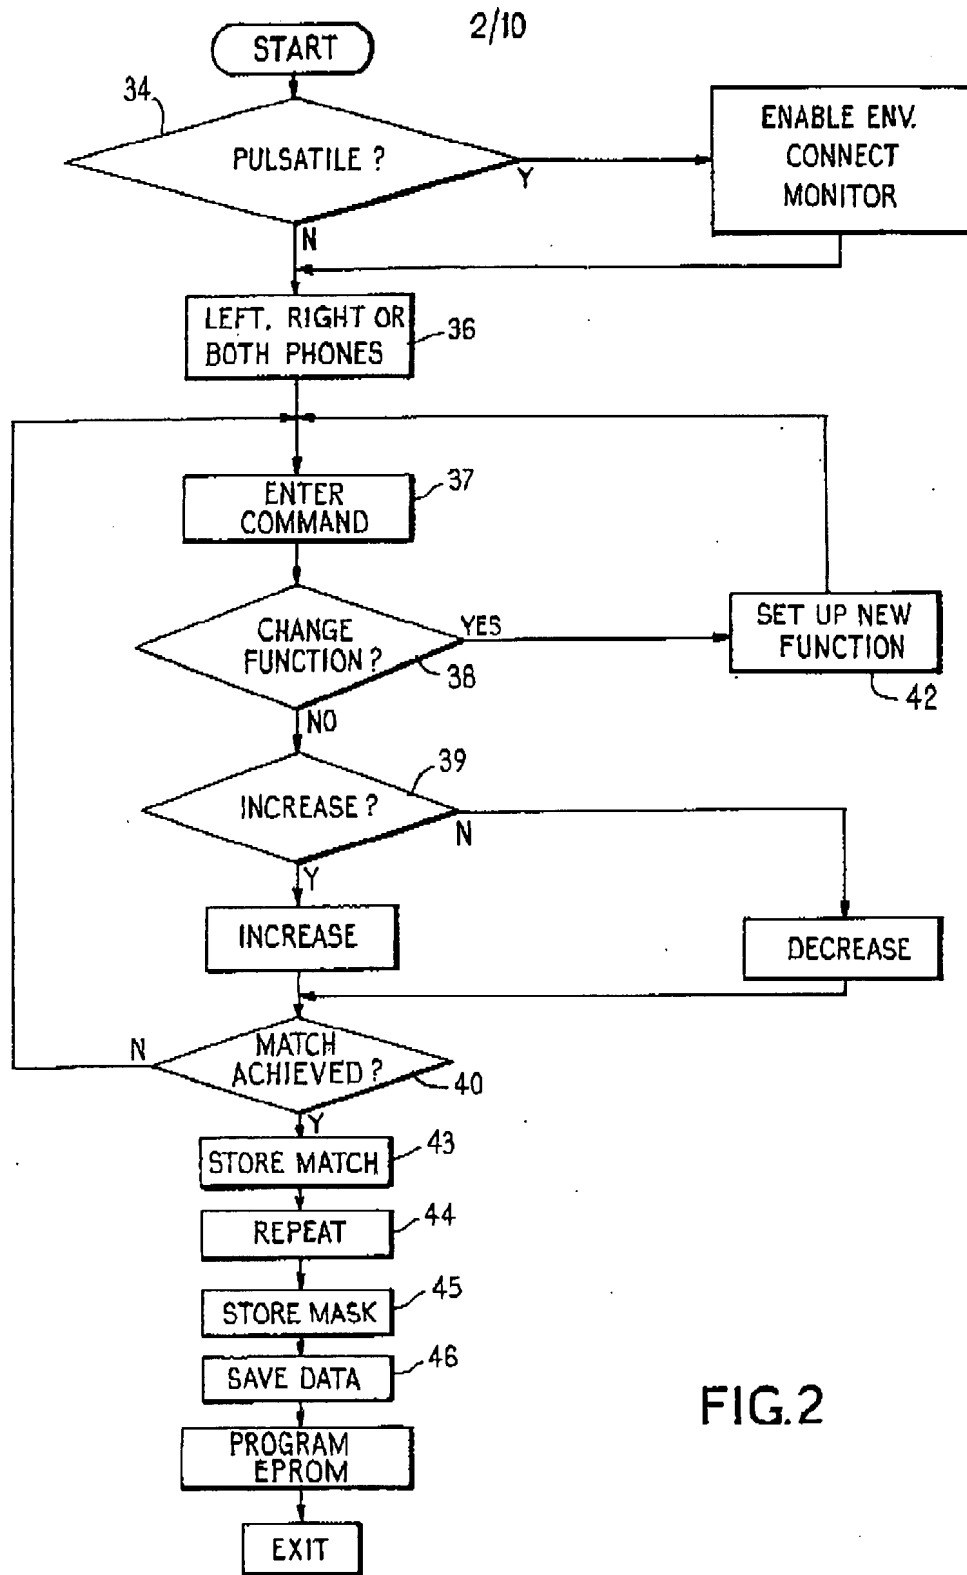 2/10
START
34
PULSATILE ?
Y
N
ENABLE ENV.
CONNECT
MONITOR
LEFT, RIGHT OR
BOTH PHONES
36
ENTER
COMMAND
37
CHANGE
FUNCTION ?
YES
38
NO
SET UP NEW
FUNCTION
42
39
INCREASE ?
N
Y
INCREASE
DECREASE
N
MATCH
ACHIEVED ?
40
Y
STORE MATCH
43
REPEAT
44
STORE MASK
45
SAVE DATA
46
PROGRAM
EPROM
EXIT
FIG.2